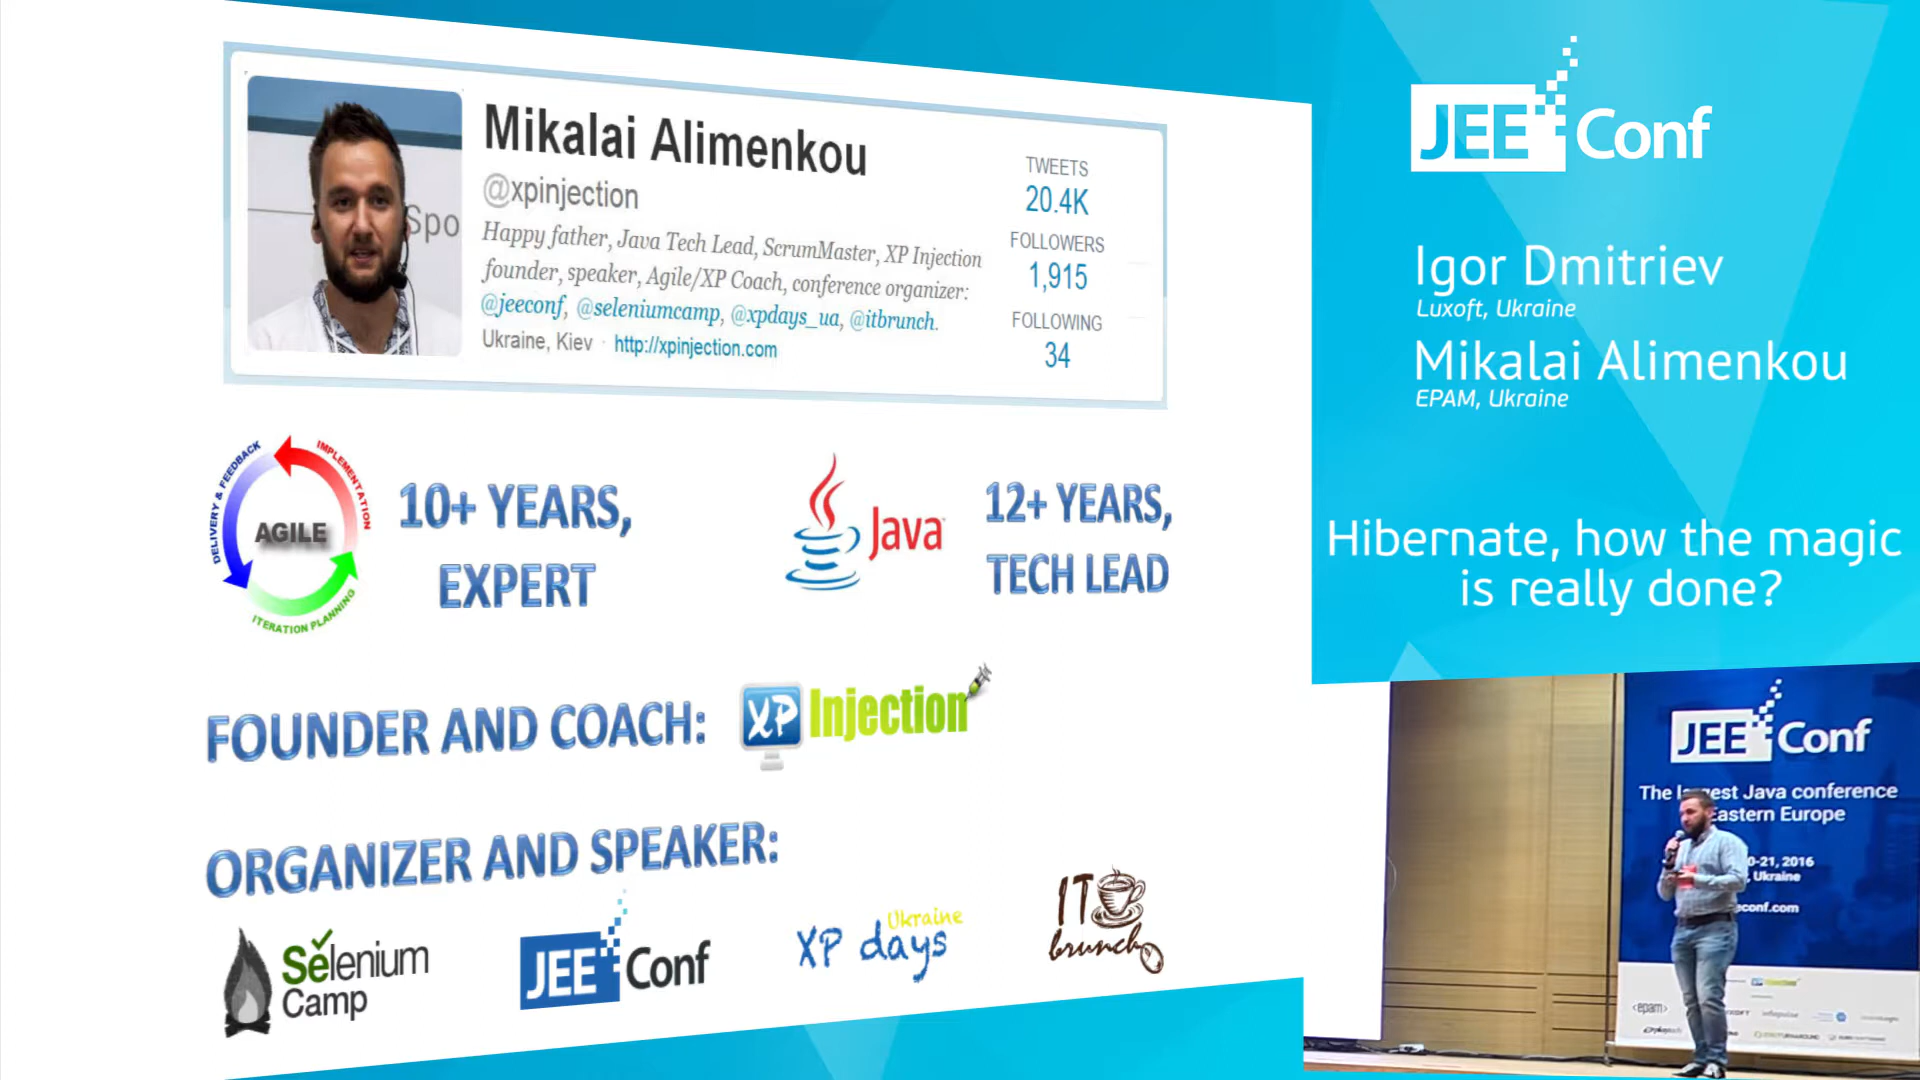 Mikalai Alimenkou
@xpinjection
Happy father, Java Tech Lead, ScrumMaster, XP Injection
founder, speaker, Agile/XP Coach, conference organizer:
@jeeconf, @seleniumcamp, @xpdays_ua, @itbrunch.
Ukraine, Kiev · http://xpinjection.com
TWEETS
20.4K
FOLLOWERS
1,915
FOLLOWING
34
Spo
DELIVERY & FEEDBACK
IMPLEMENTATION
ITERATION PLANNING
AGILE
10+ YEARS,
EXPERT
Java
12+ YEARS,
TECH LEAD
FOUNDER AND COACH:
XP Injection
ORGANIZER AND SPEAKER:
Selenium
Camp
JEE Conf
XP days
Ukraine
IT
brunch
JEE Conf
Igor Dmitriev
Luxoft, Ukraine
Mikalai Alimenkou
EPAM, Ukraine
Hibernate, how the magic
is really done?
JEE Conf
The largest Java conference
Eastern Europe
0-21, 2016
, Ukraine
econf.com
<epam>